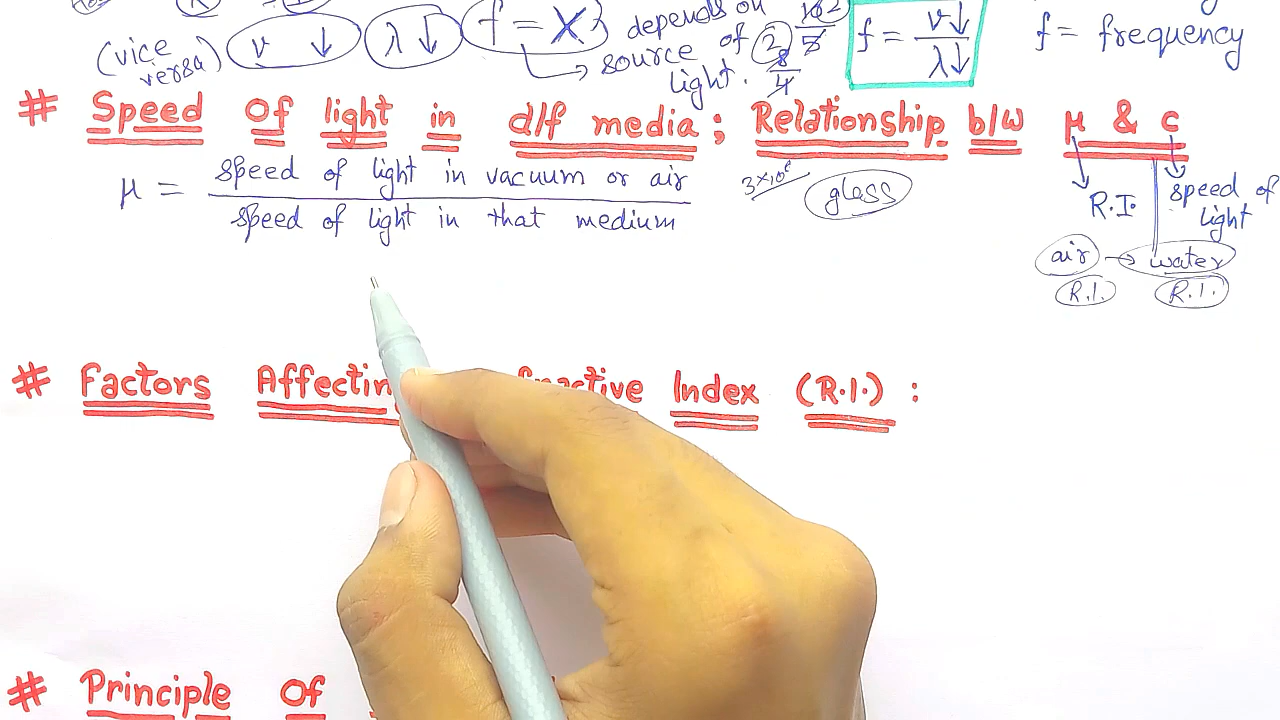 (vice versa) v ↓ λ ↓ f = X depends on source of light. f = v↓ / λ↓ f = frequency
# Speed Of light in d/f media ; Relationship b/w μ & c
μ = speed of light in vacuum or air
speed of light in that medium
3×10⁸
glass
R.I.
speed of light
air → water
R.I. R.I.
# Factors Affectin Index (R.I.) :
# Principle Of